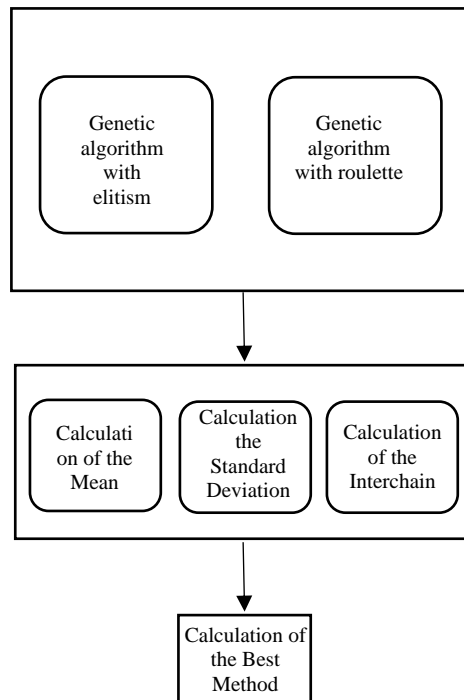 Genetic
algorithm
with
elitism
Genetic
algorithm
with roulette
Calculati
on of the
Mean
Calculation
the
Standard
Deviation
Calculation
of the
Interchain
Calculation of
the Best
Method